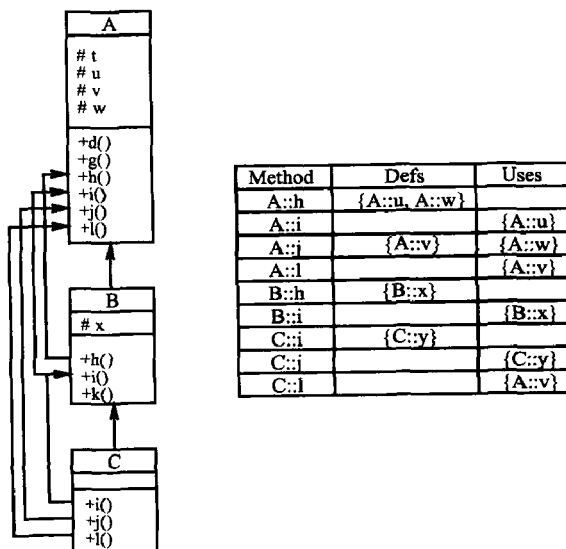 A
# t
# u
# v
# w
+d()
+g()
+h()
+i()
+j()
+l()
B
# x
+h()
+i()
+k()
C
+i()
+j()
+l()
Method Defs Uses
A::h {A::u, A::w}
A::i {A::u}
A::j {A::v} {A::w}
A::l {A::v}
B::h {B::x}
B::i {B::x}
C::i {C::y}
C::j {C::y}
C::l {A::v}